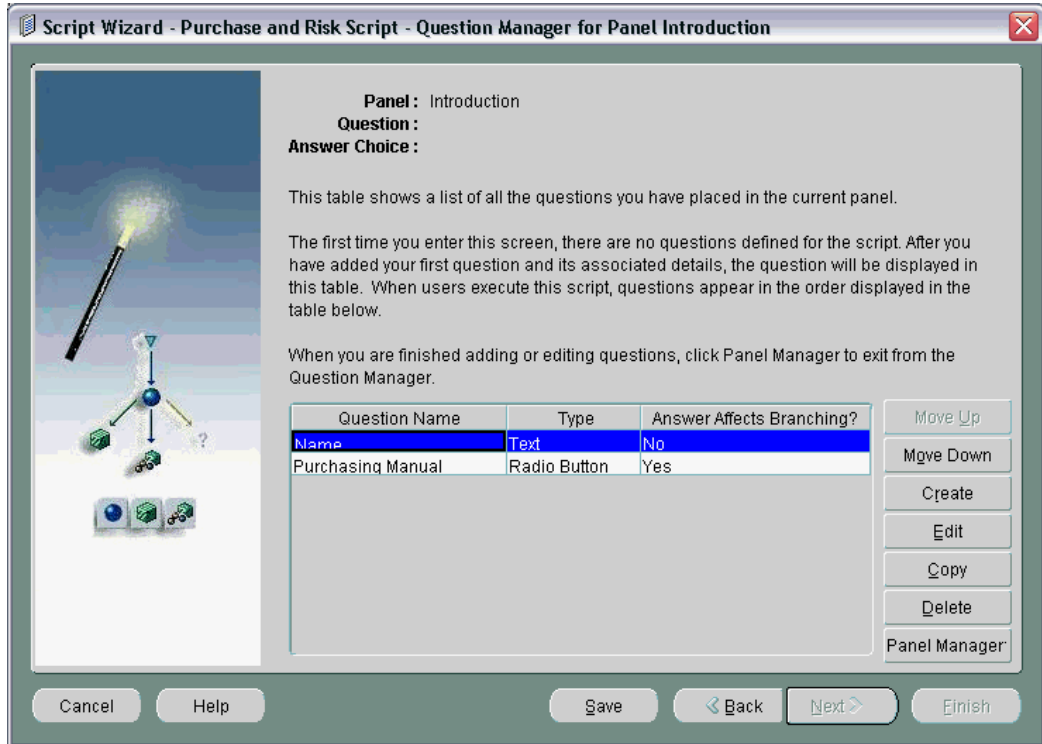 Script Wizard - Purchase and Risk Script - Question Manager for Panel Introduction
Panel : Introduction
Question :
Answer Choice :
This table shows a list of all the questions you have placed in the current panel.
The first time you enter this screen, there are no questions defined for the script. After you
have added your first question and its associated details, the question will be displayed in
this table. When users execute this script, questions appear in the order displayed in the
table below.
When you are finished adding or editing questions, click Panel Manager to exit from the
Question Manager.
Question Name Type Answer Affects Branching?
Name Text No
Purchasing Manual Radio Button Yes
Move Up
Move Down
Create
Edit
Copy
Delete
Panel Manager
?
Cancel Help Save Back Next Finish